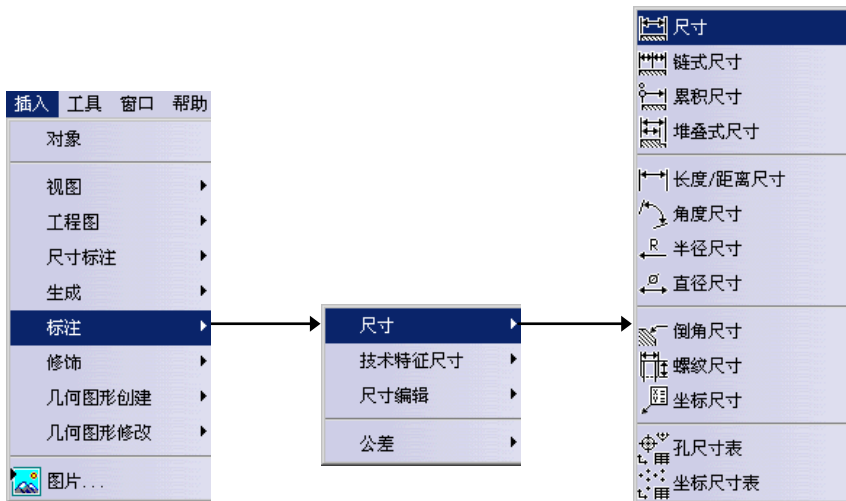 插入 工具 窗口 帮助
对象
视图
工程图
尺寸标注
生成
标注
修饰
几何图形创建
几何图形修改
图片...
尺寸
技术特征尺寸
尺寸编辑
公差
尺寸
链式尺寸
累积尺寸
堆叠式尺寸
长度/距离尺寸
角度尺寸
半径尺寸
直径尺寸
倒角尺寸
螺纹尺寸
坐标尺寸
孔尺寸表
坐标尺寸表